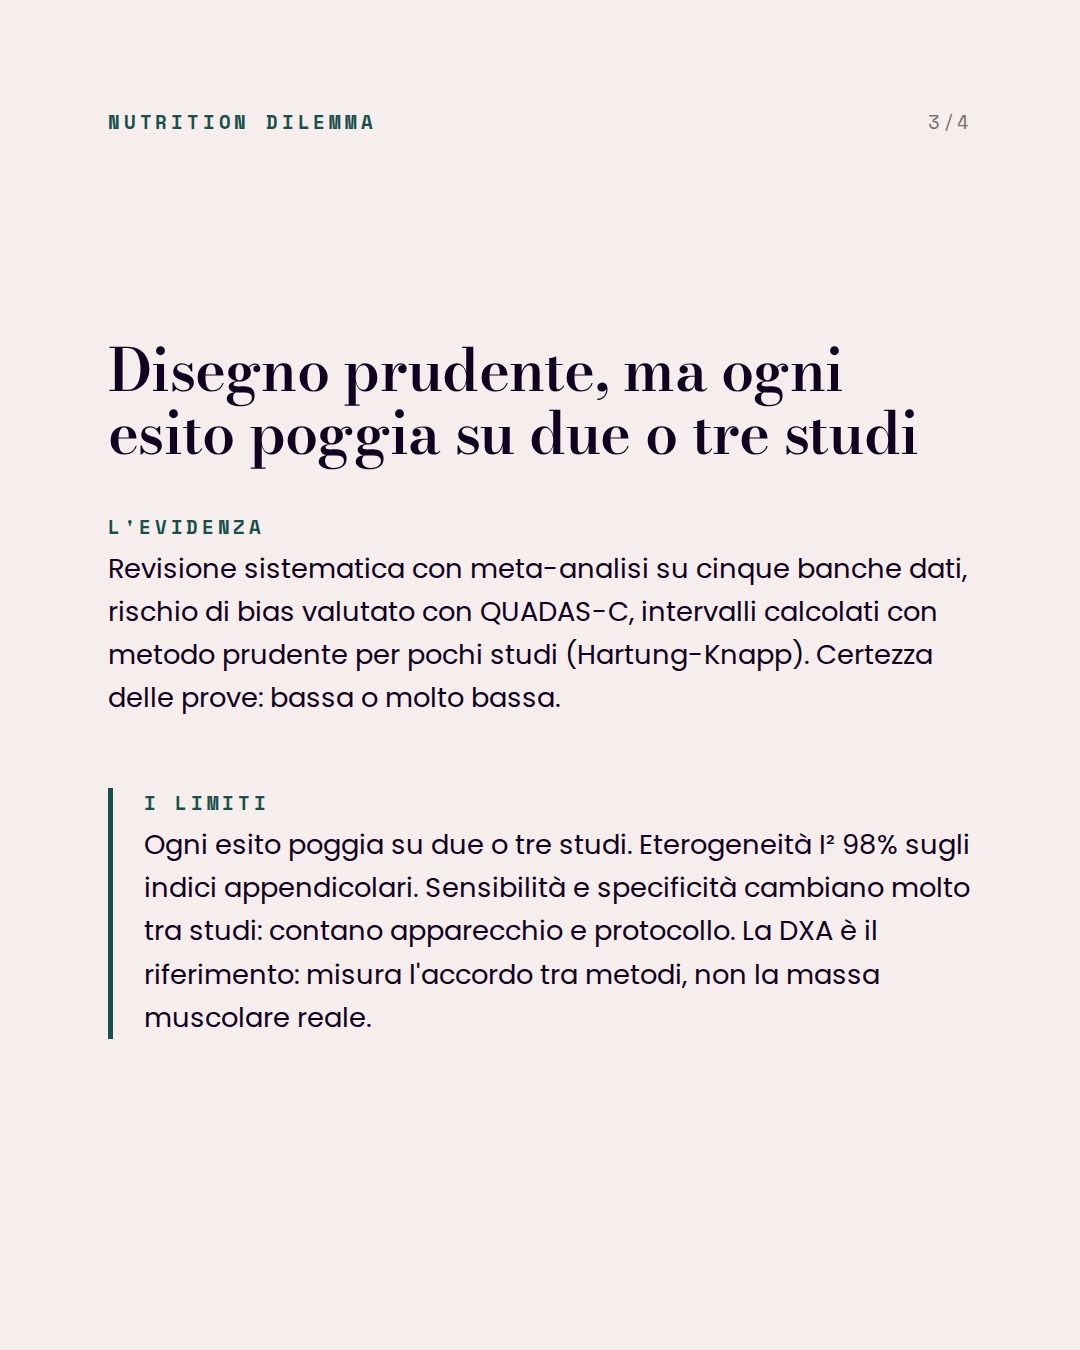 NUTRITION DILEMMA
3/4
Disegno prudente, ma ogni
esito poggia su due o tre studi
L'EVIDENZA
Revisione sistematica con meta-analisi su cinque banche dati,
rischio di bias valutato con QUADAS-C, intervalli calcolati con
metodo prudente per pochi studi (Hartung-Knapp). Certezza
delle prove: bassa o molto bassa.
I LIMITI
Ogni esito poggia su due o tre studi. Eterogeneità I² 98% sugli
indici appendicolari. Sensibilità e specificità cambiano molto
tra studi: contano apparecchio e protocollo. La DXA è il
riferimento: misura l'accordo tra metodi, non la massa
muscolare reale.